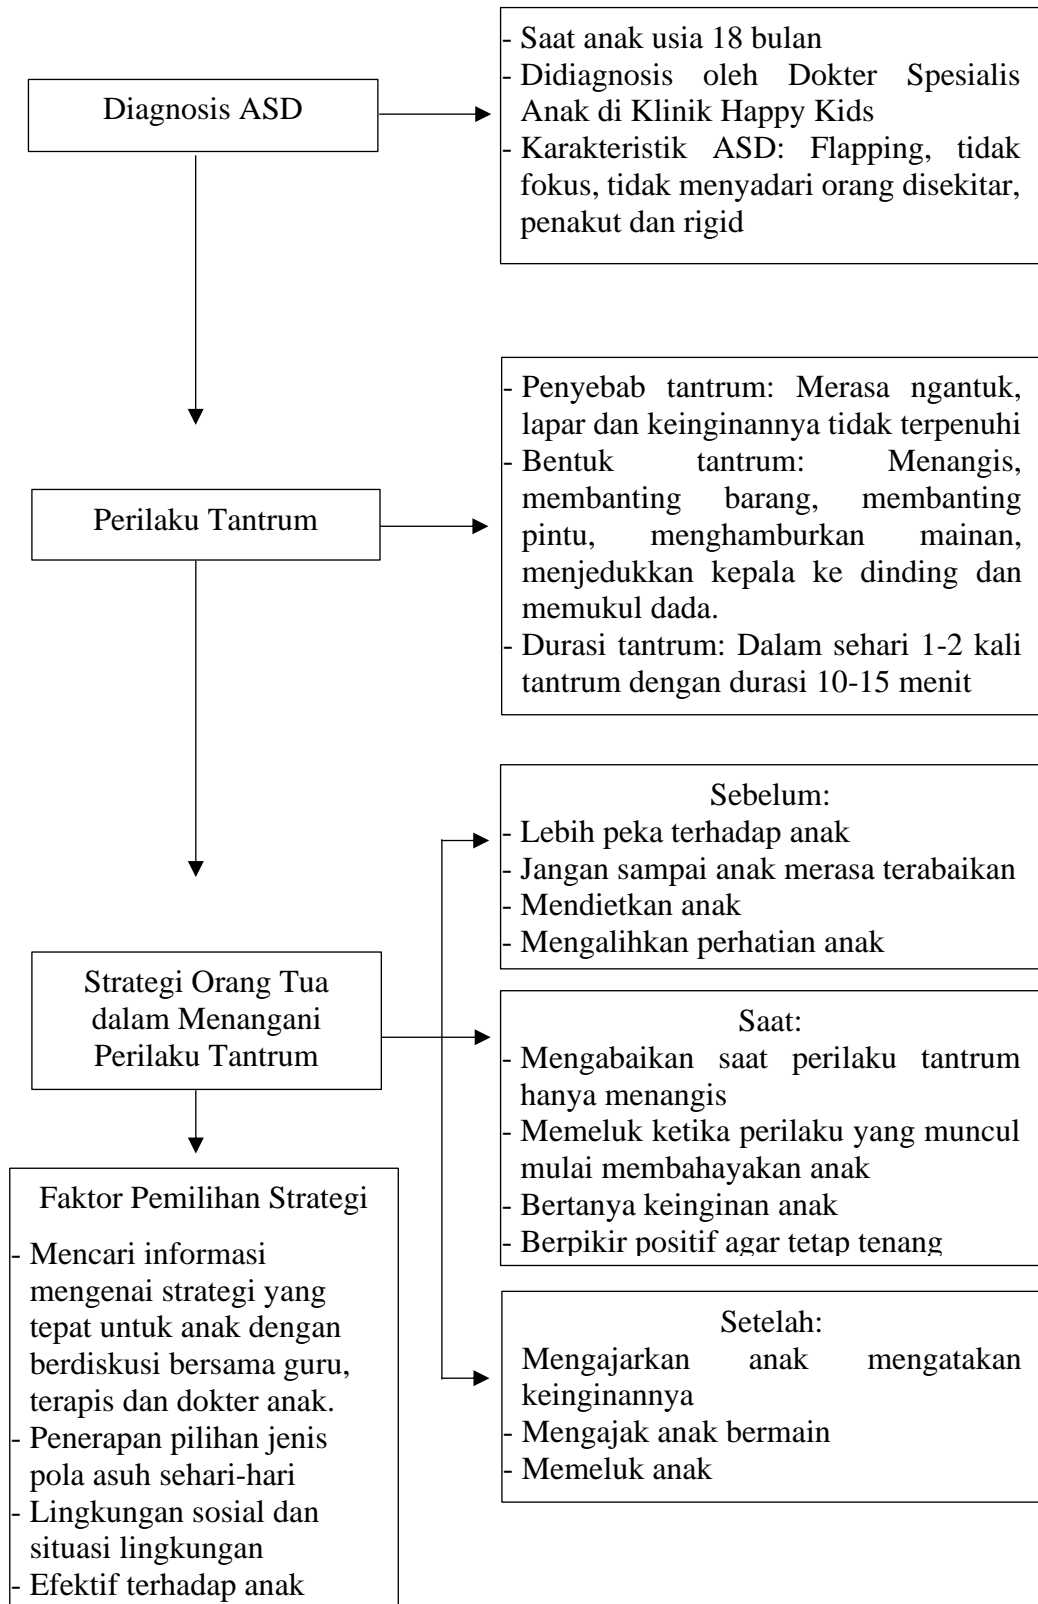 Diagnosis ASD
- Saat anak usia 18 bulan
- Didiagnosis oleh Dokter Spesialis
Anak di Klinik Happy Kids
- Karakteristik ASD: Flapping, tidak
fokus, tidak menyadari orang disekitar,
penakut dan rigid
Perilaku Tantrum
- Penyebab tantrum: Merasa ngantuk,
lapar dan keinginannya tidak terpenuhi
- Bentuk tantrum: Menangis,
membanting barang, membanting
pintu, menghamburkan mainan,
menjedukkan kepala ke dinding dan
memukul dada.
- Durasi tantrum: Dalam sehari 1-2 kali
tantrum dengan durasi 10-15 menit
Strategi Orang Tua
dalam Menangani
Perilaku Tantrum
Sebelum:
- Lebih peka terhadap anak
- Jangan sampai anak merasa terabaikan
- Mendietkan anak
- Mengalihkan perhatian anak
Saat:
- Mengabaikan saat perilaku tantrum
hanya menangis
- Memeluk ketika perilaku yang muncul
mulai membahayakan anak
- Bertanya keinginan anak
- Berpikir positif agar tetap tenang
Setelah:
Mengajarkan anak mengatakan
keinginannya
- Mengajak anak bermain
- Memeluk anak
Faktor Pemilihan Strategi
- Mencari informasi
mengenai strategi yang
tepat untuk anak dengan
berdiskusi bersama guru,
terapis dan dokter anak.
- Penerapan pilihan jenis
pola asuh sehari-hari
- Lingkungan sosial dan
situasi lingkungan
- Efektif terhadap anak